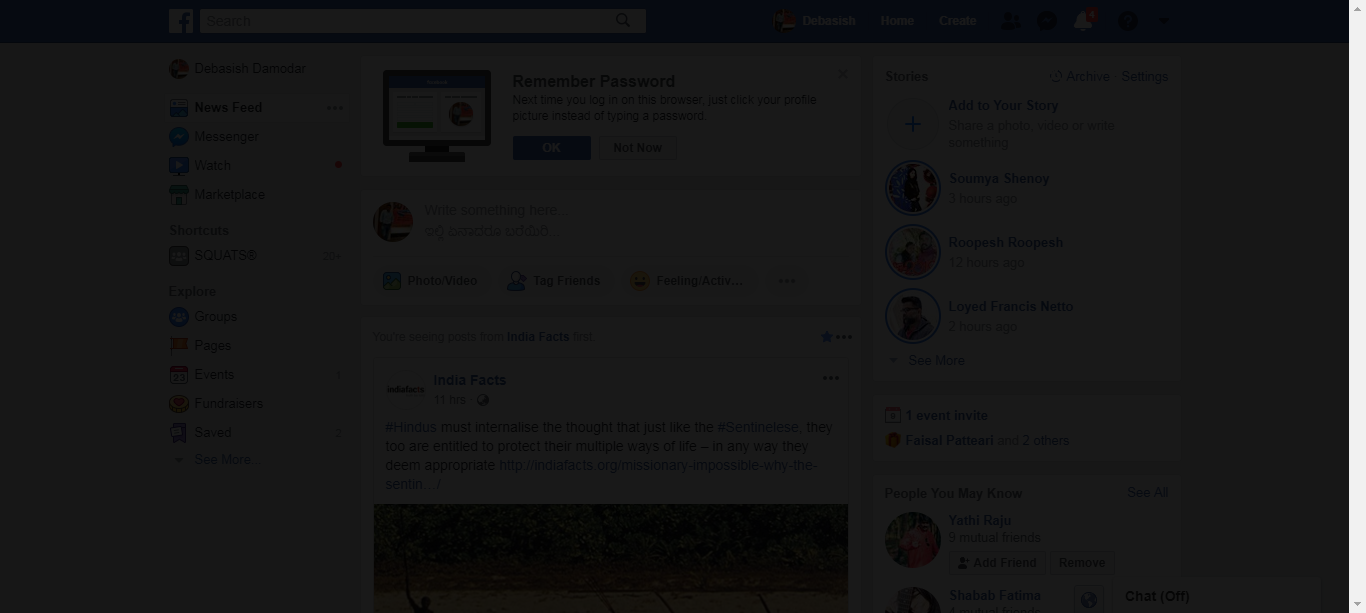 Search
Debasish
Home
Create
4
Debasish Damodar
News Feed
Messenger
Watch
Marketplace
Shortcuts
SQUATS®
20+
Explore
Groups
Pages
Events
Fundraisers
Saved
2
See More...
Remember Password
Next time you log in on this browser, just click your profile
picture instead of typing a password.
OK
Not Now
Write something here...
Photo/Video
Tag Friends
Feeling/Activ...
You're seeing posts from India Facts first
indiafacts
India Facts
11 hrs ·
#Hindus must internalise the thought that just like the #Sentinelese, they
too are entitled to protect their multiple ways of life – in any way they
deem appropriate http://indiafacts.org/missionary-impossible-why-the-
sentin.../
Stories
Archive · Settings
Add to Your Story
Share a photo, video or write
something
Soumya Shenoy
3 hours ago
Roopesh Roopesh
12 hours ago
Loyed Francis Netto
2 hours ago
See More
1 event invite
Faisal Patteari and 2 others
People You May Know
See All
Yathi Raju
9 mutual friends
Add Friend
Remove
Shabab Fatima
mutual friends
Chat (Off)